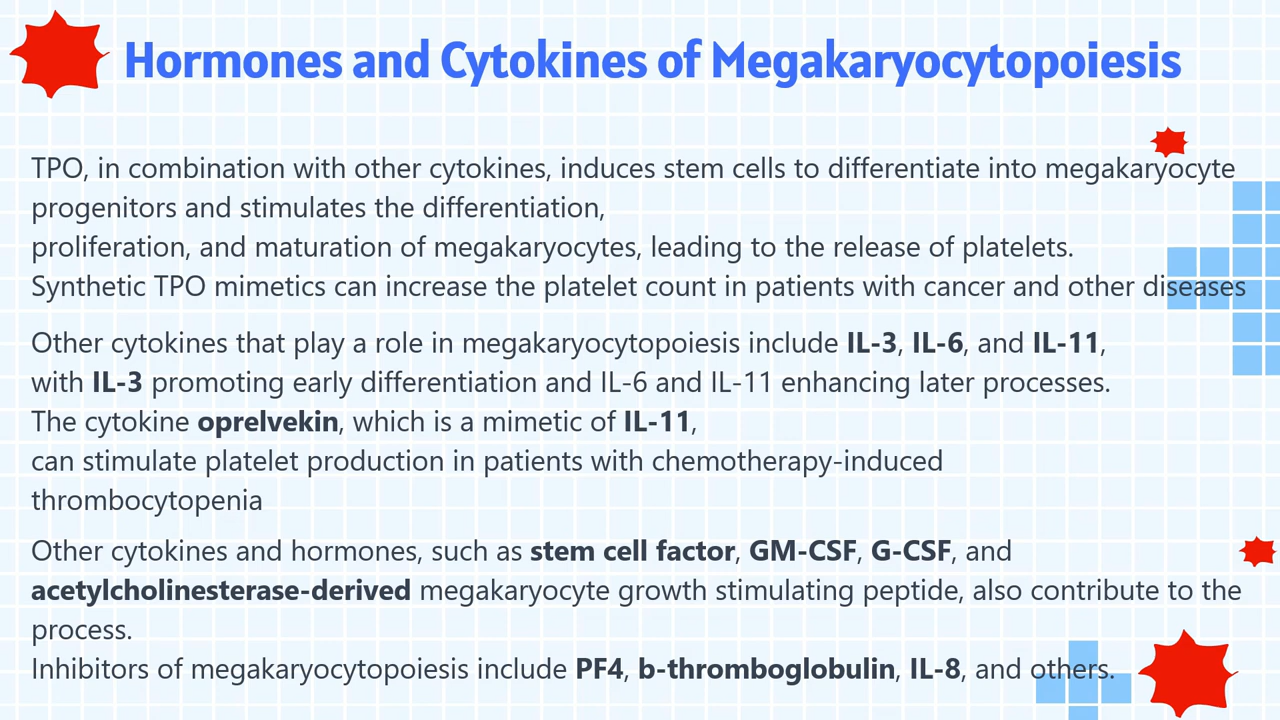 Hormones and Cytokines of Megakaryocytopoiesis
TPO, in combination with other cytokines, induces stem cells to differentiate into megakaryocyte
progenitors and stimulates the differentiation,
proliferation, and maturation of megakaryocytes, leading to the release of platelets.
Synthetic TPO mimetics can increase the platelet count in patients with cancer and other diseases
Other cytokines that play a role in megakaryocytopoiesis include IL-3, IL-6, and IL-11,
with IL-3 promoting early differentiation and IL-6 and IL-11 enhancing later processes.
The cytokine oprelvekin, which is a mimetic of IL-11,
can stimulate platelet production in patients with chemotherapy-induced
thrombocytopenia
Other cytokines and hormones, such as stem cell factor, GM-CSF, G-CSF, and
acetylcholinesterase-derived megakaryocyte growth stimulating peptide, also contribute to the
process.
Inhibitors of megakaryocytopoiesis include PF4, b-thromboglobulin, IL-8, and others.